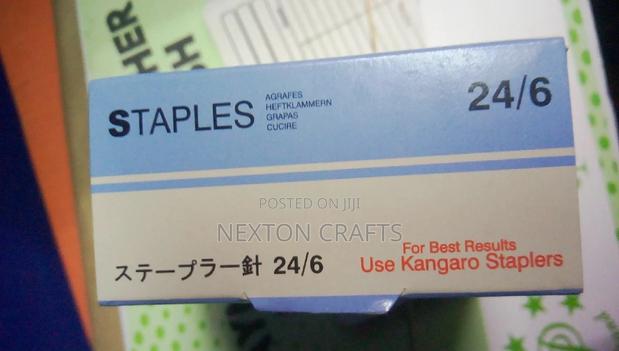 STAPLES
AGRAFES
HEFTKLAMMERN
GRAPAS
CUCIRE
24/6
POSTED ON JIJI
NEXTON CRAFTS
ステープラー針 24/6
For Best Results
Use Kangaro Staplers